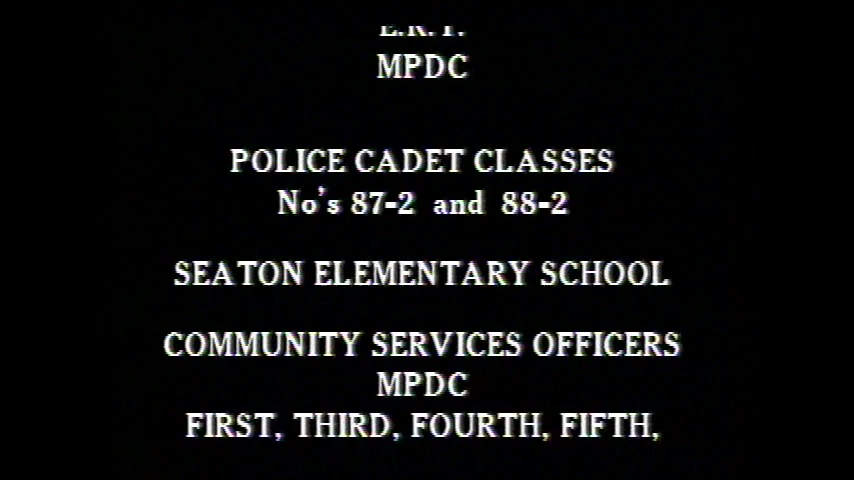 MPDC
POLICE CADET CLASSES
No's 87-2 and 88-2
SEATON ELEMENTARY SCHOOL
COMMUNITY SERVICES OFFICERS
MPDC
FIRST, THIRD, FOURTH, FIFTH,